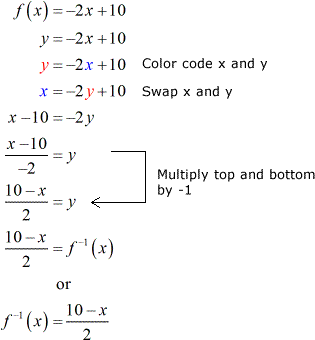 f(x) = −2x + 10
y = −2x + 10
y = −2x + 10 Color code x and y
x = −2y + 10 Swap x and y
x − 10 = −2y
(x − 10)/−2 = y
Multiply top and bottom
by -1
(10 − x)/2 = y
(10 − x)/2 = f⁻¹(x)
or
f⁻¹(x) = (10 − x)/2